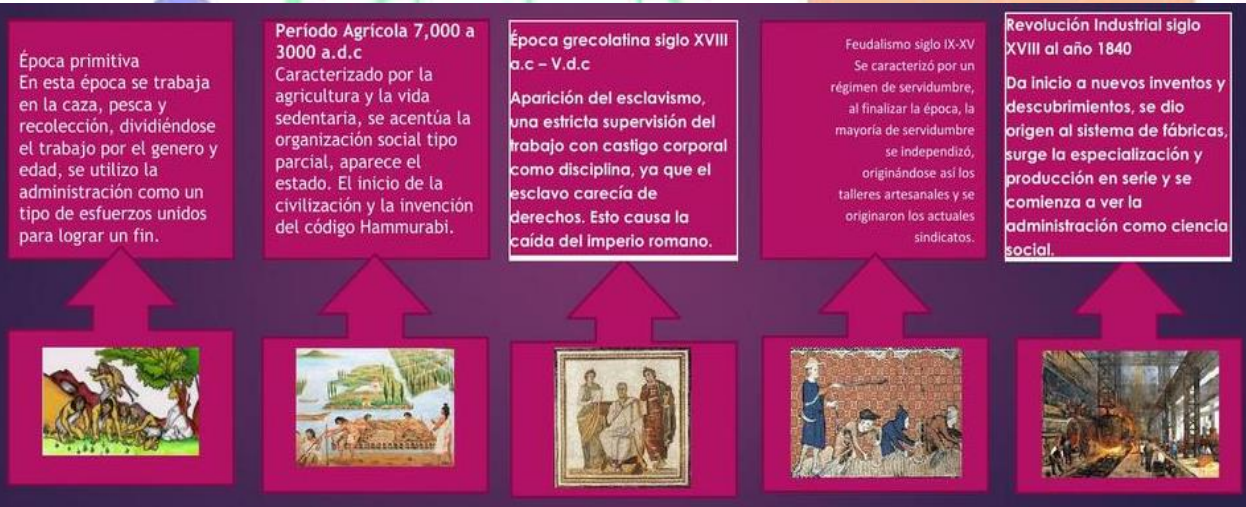 Época primitiva
En esta época se trabaja
en la caza, pesca y
recolección, dividiéndose
el trabajo por el genero y
edad, se utilizo la
administración como un
tipo de esfuerzos unidos
para lograr un fin.
Período Agrícola 7,000 a
3000 a.d.c
Caracterizado por la
agricultura y la vida
sedentaria, se acentúa la
organización social tipo
parcial, aparece el
estado. El inicio de la
civilización y la invención
del código Hammurabi.
Época grecolatina siglo XVIII
a.c – V.d.c
Aparición del esclavismo,
una estricta supervisión del
trabajo con castigo corporal
como disciplina, ya que el
esclavo carecía de
derechos. Esto causa la
caída del imperio romano.
Feudalismo siglo IX-XV
Se caracterizó por un
régimen de servidumbre,
al finalizar la época, la
mayoría de servidumbre
se independizó,
originándose así los
talleres artesanales y se
originaron los actuales
sindicatos.
Revolución Industrial siglo
XVIII al año 1840
Da inicio a nuevos inventos y
descubrimientos, se dio
origen al sistema de fábricas,
surge la especialización y
producción en serie y se
comienza a ver la
administración como ciencia
social.